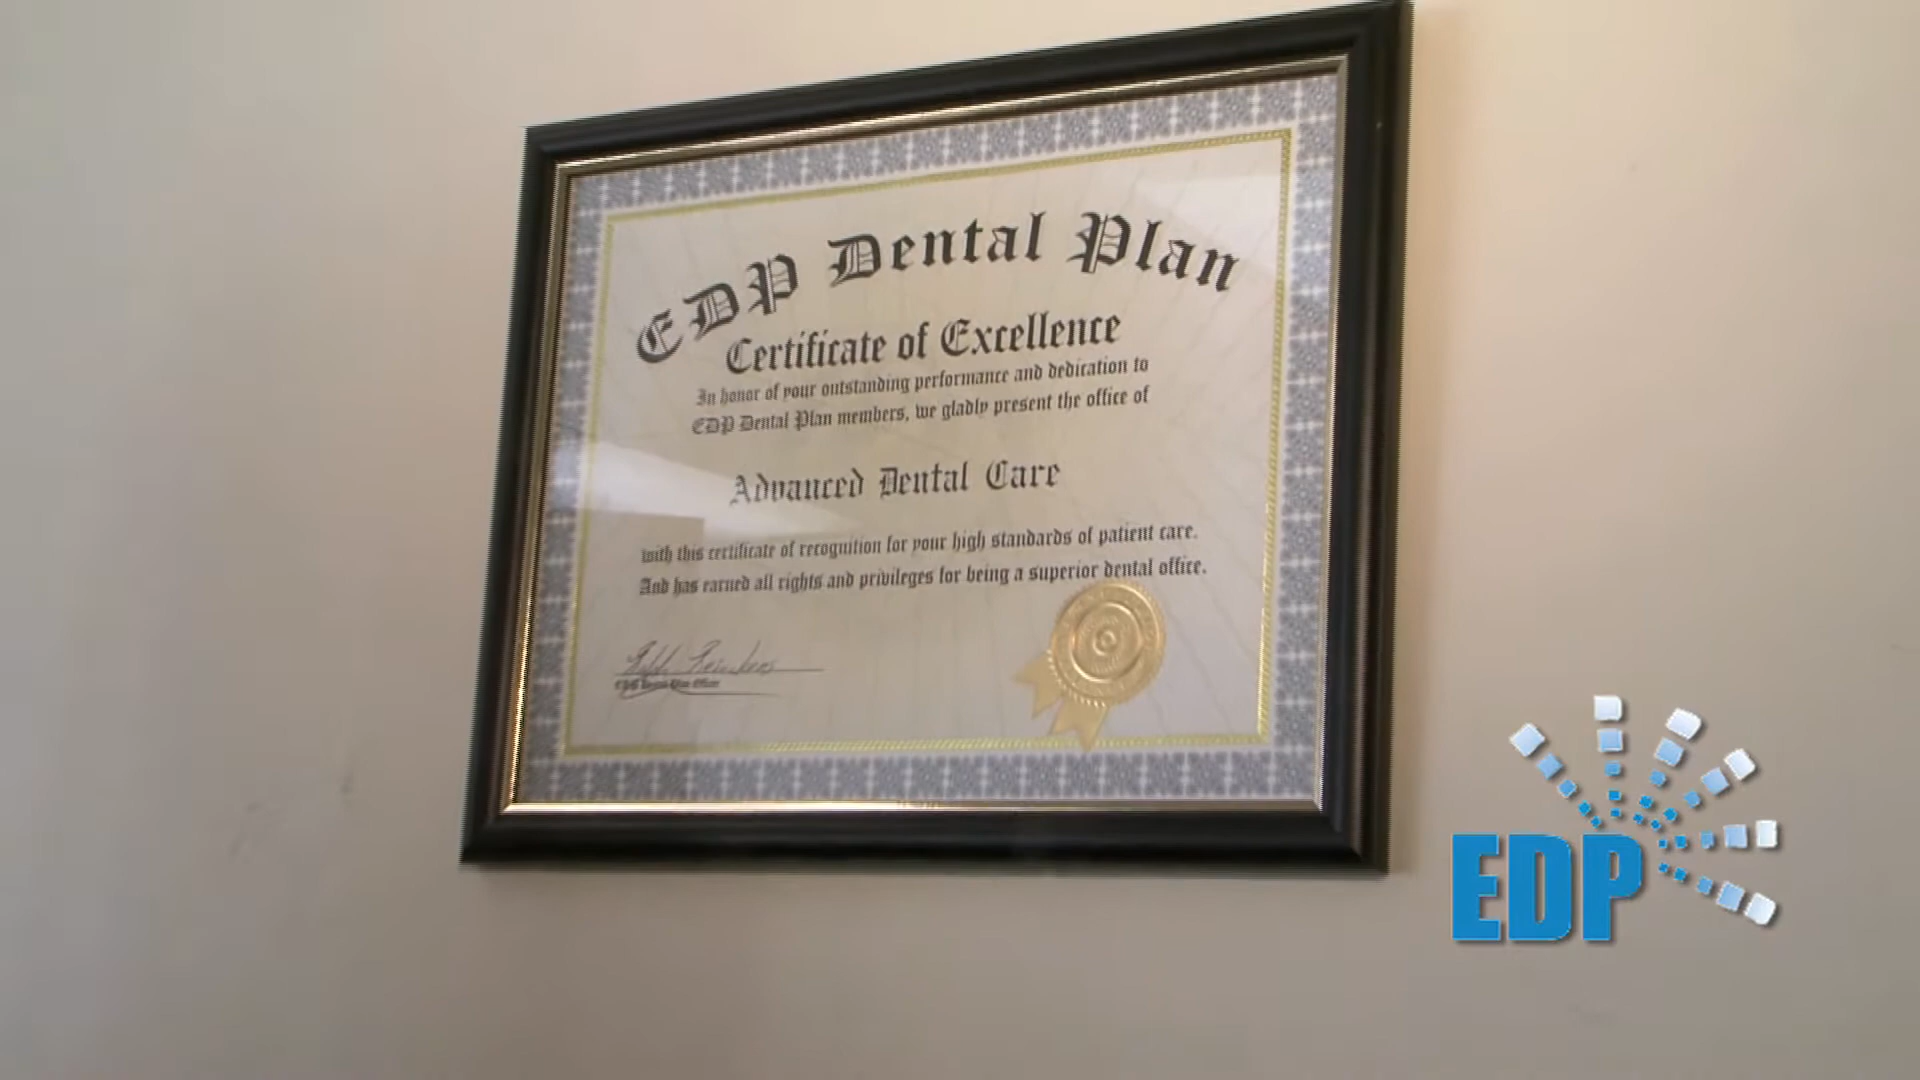 EDP Dental Plan
Certificate of Excellence
In honor of your outstanding performance and dedication to
EDP Dental Plan members, we gladly present the office of
Advanced Dental Care
with this certificate of recognition for your high standards of patient care.
And has earned all rights and privileges for being a superior dental office.
EDP